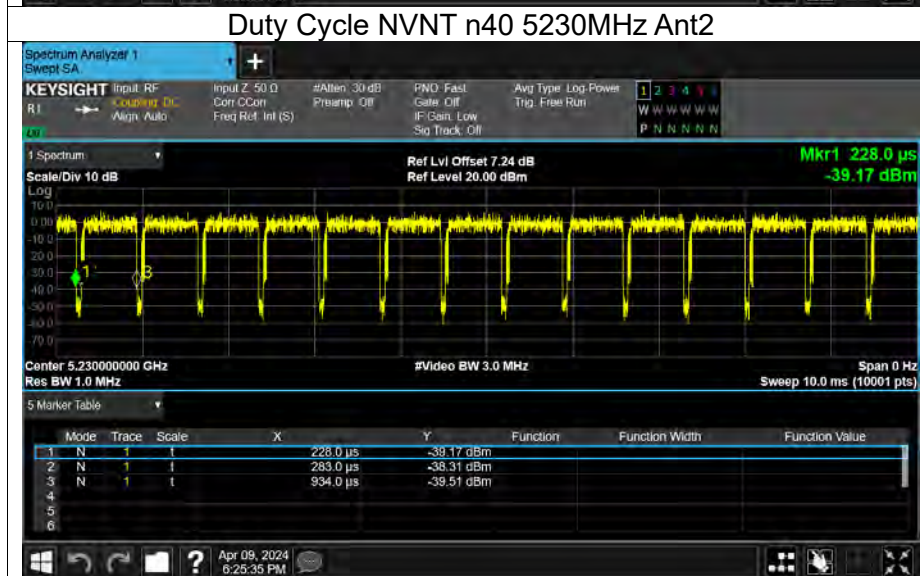 Duty Cycle NVNT n40 5230MHz Ant2
Spectrum Analyzer 1
Swept SA
+
KEYSIGHT Input: RF Input Z: 50 Ω #Atten: 30 dB PNO: Fast Avg Type: Log-Power 1 2 3 4 5 6
Coupling: DC Corr CCorr Preamp: Off Gate: Off Trig: Free Run W W W W W W
Align: Auto Freq Ref: Int (S) IF Gain: Low
Sig Track: Off P N N N N N
1 Spectrum
Ref Lvl Offset 7.24 dB Mkr1 228.0 µs
Scale/Div 10 dB Ref Level 20.00 dBm -39.17 dBm
Log
10.0
0.00
-10.0
-20.0
-30.0
-40.0
-50.0
-60.0
-70.0
1
3
Center 5.230000000 GHz #Video BW 3.0 MHz Span 0 Hz
Res BW 1.0 MHz Sweep 10.0 ms (10001 pts)
5 Marker Table
Mode Trace Scale X Y Function Function Width Function Value
1 N 1 t 228.0 µs -39.17 dBm
2 N 1 t 283.0 µs -38.31 dBm
3 N 1 t 934.0 µs -39.51 dBm
4
5
6
? Apr 09, 2024
6:25:35 PM